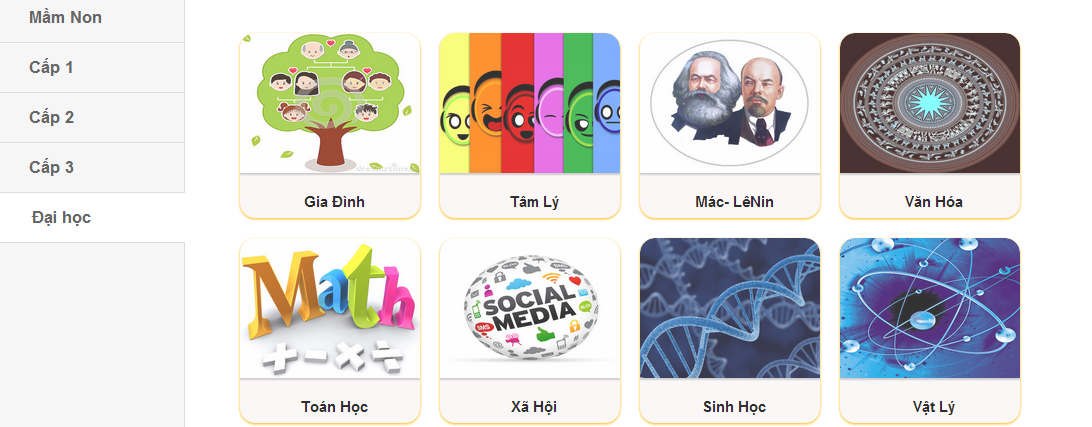 Mầm Non
Cấp 1
Cấp 2
Cấp 3
Đại học
Gia Đình
Tâm Lý
Mác- LêNin
Văn Hóa
Math
SOCIAL
MEDIA
SMS
Toán Học
Xã Hội
Sinh Học
Vật Lý